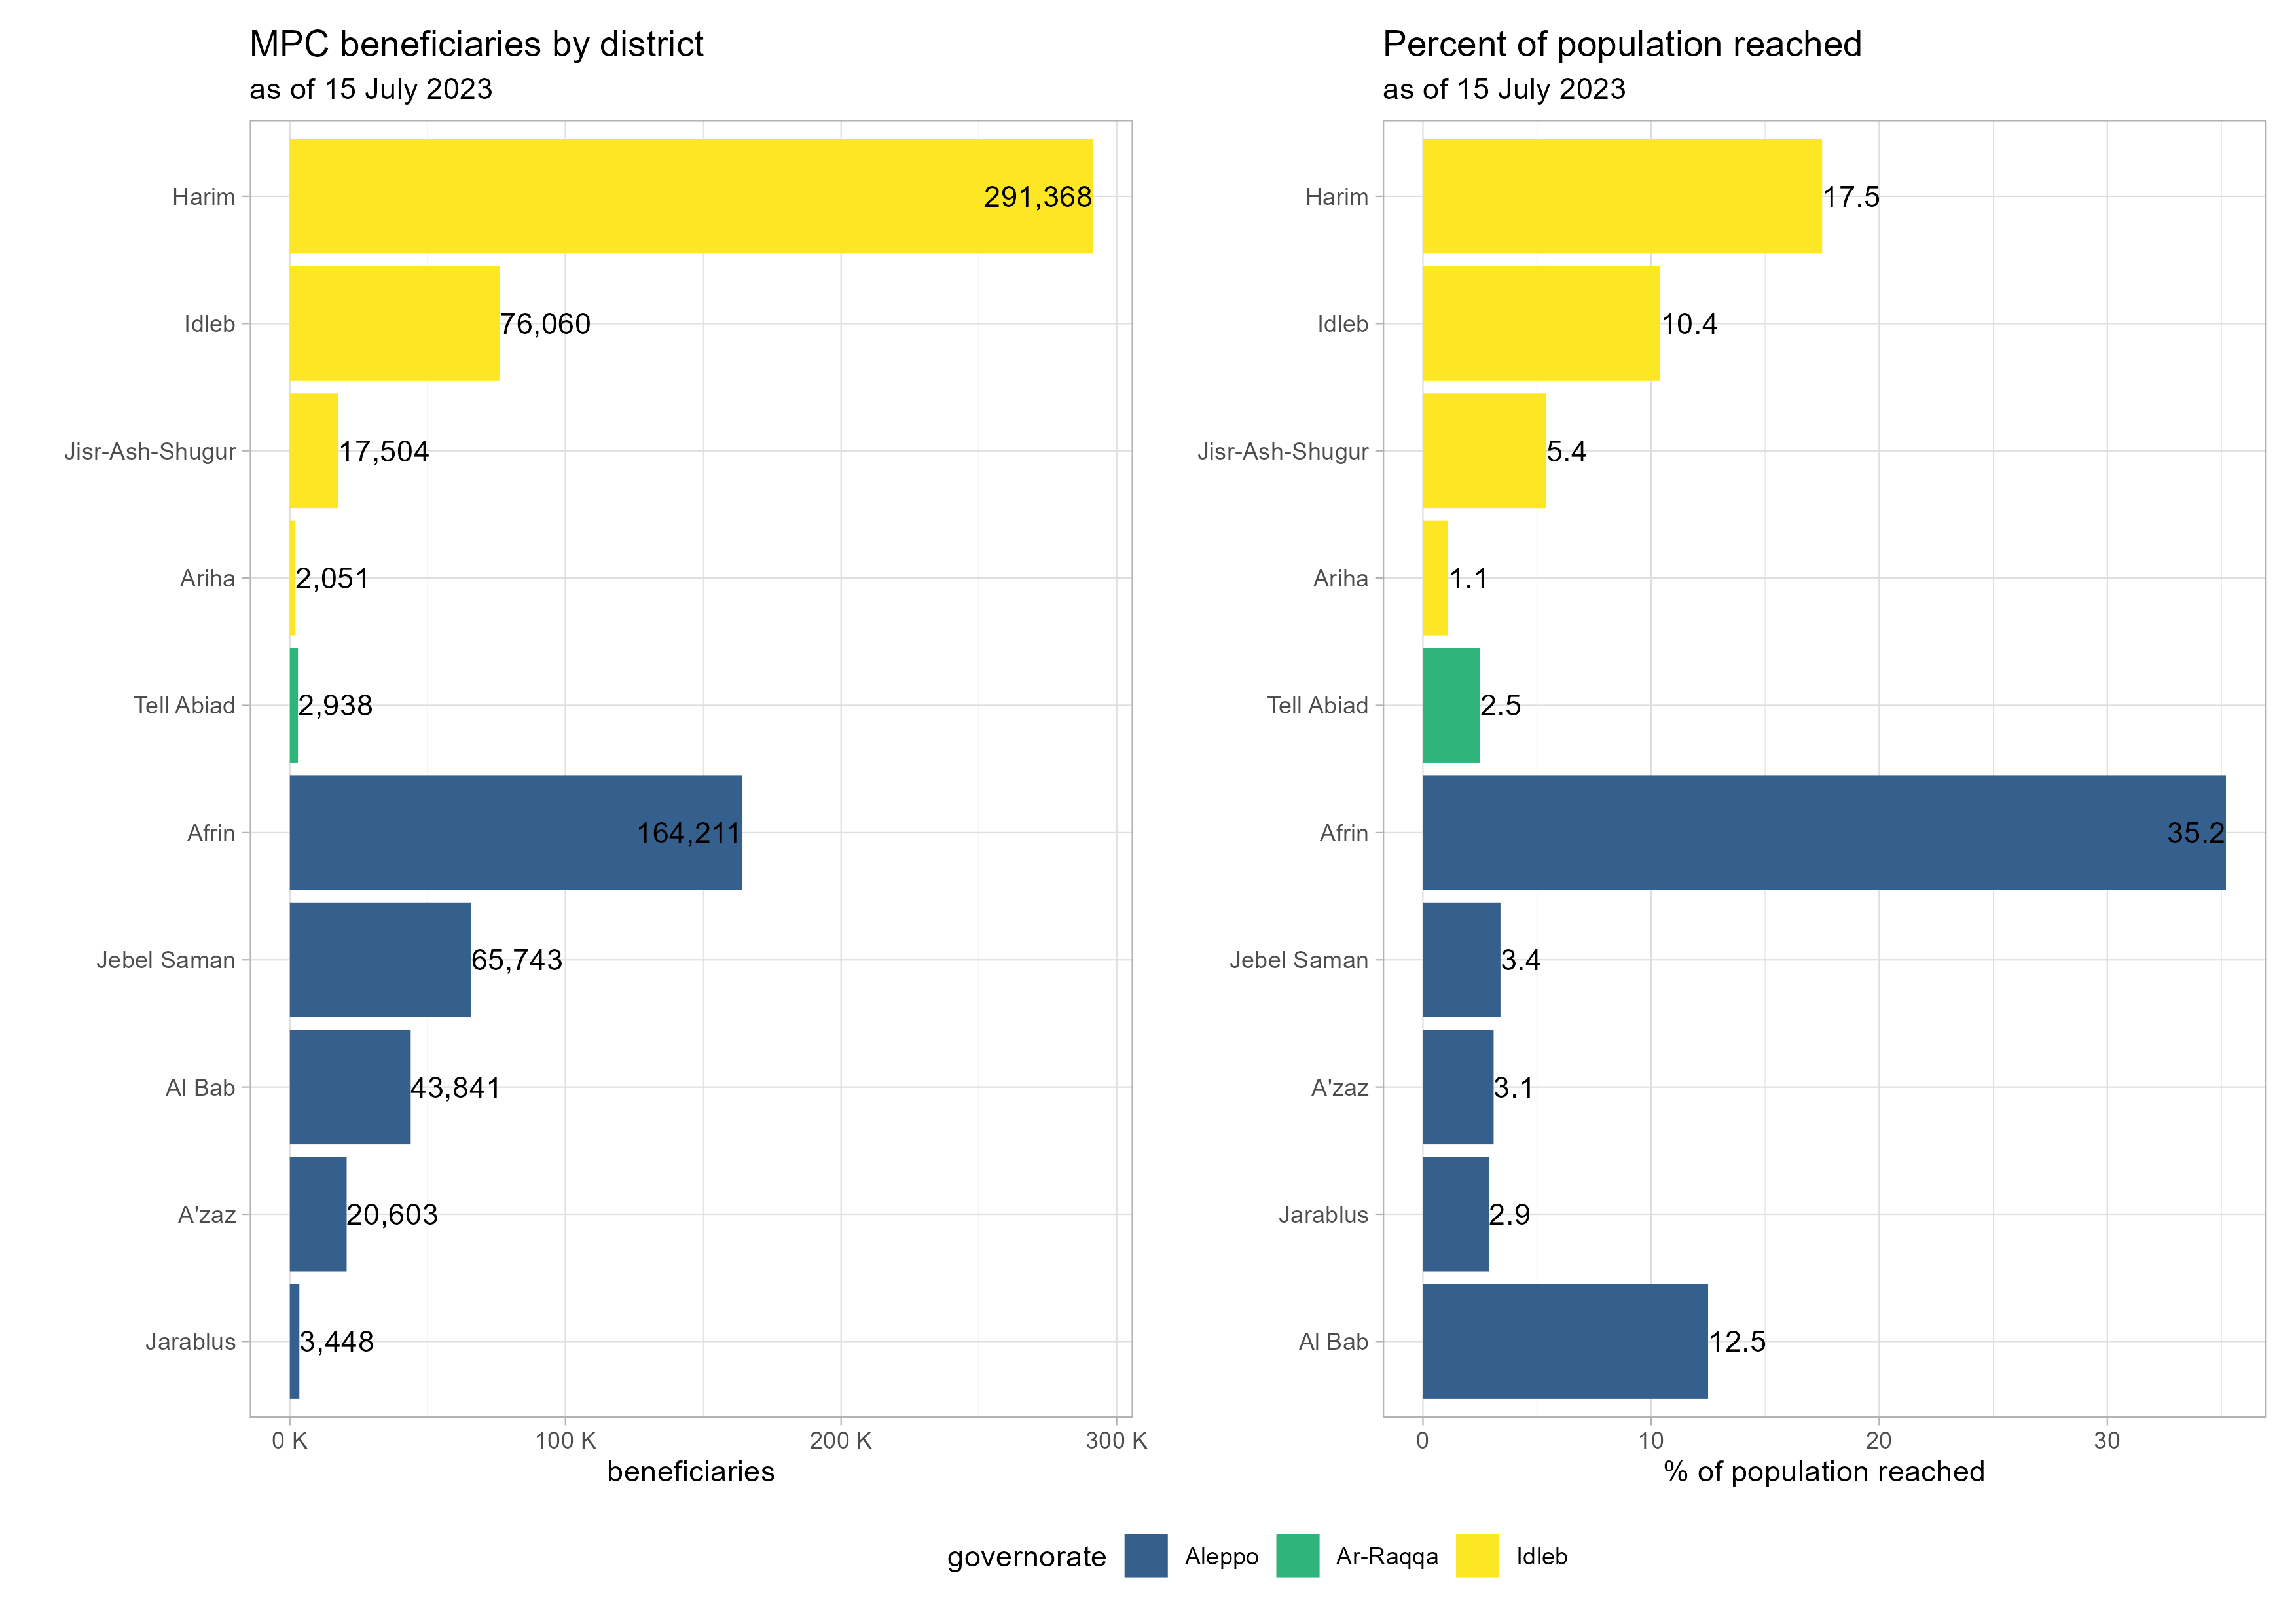 MPC beneficiaries by district
as of 15 July 2023
Harim
291,368
Idleb
76,060
Jisr-Ash-Shugur
17,504
Ariha
2,051
Tell Abiad
2,938
Afrin
164,211
Jebel Saman
65,743
Al Bab
43,841
A'zaz
20,603
Jarablus
3,448
0 K 100 K 200 K 300 K
beneficiaries
Percent of population reached
as of 15 July 2023
Harim
17.5
Idleb
10.4
Jisr-Ash-Shugur
5.4
Ariha
1.1
Tell Abiad
2.5
Afrin
35.2
Jebel Saman
3.4
A'zaz
3.1
Jarablus
2.9
Al Bab
12.5
0 10 20 30
% of population reached
governorate Aleppo Ar-Raqqa Idleb